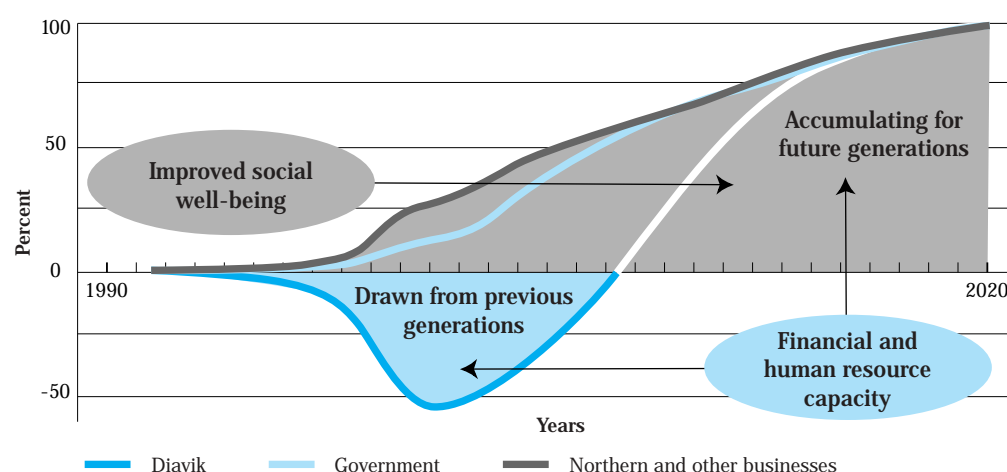 100
50
0
-50
Percent
Improved social
well-being
Accumulating for
future generations
1990
2020
Drawn from previous
generations
Financial and
human resource
capacity
Years
Diavik
Government
Northern and other businesses